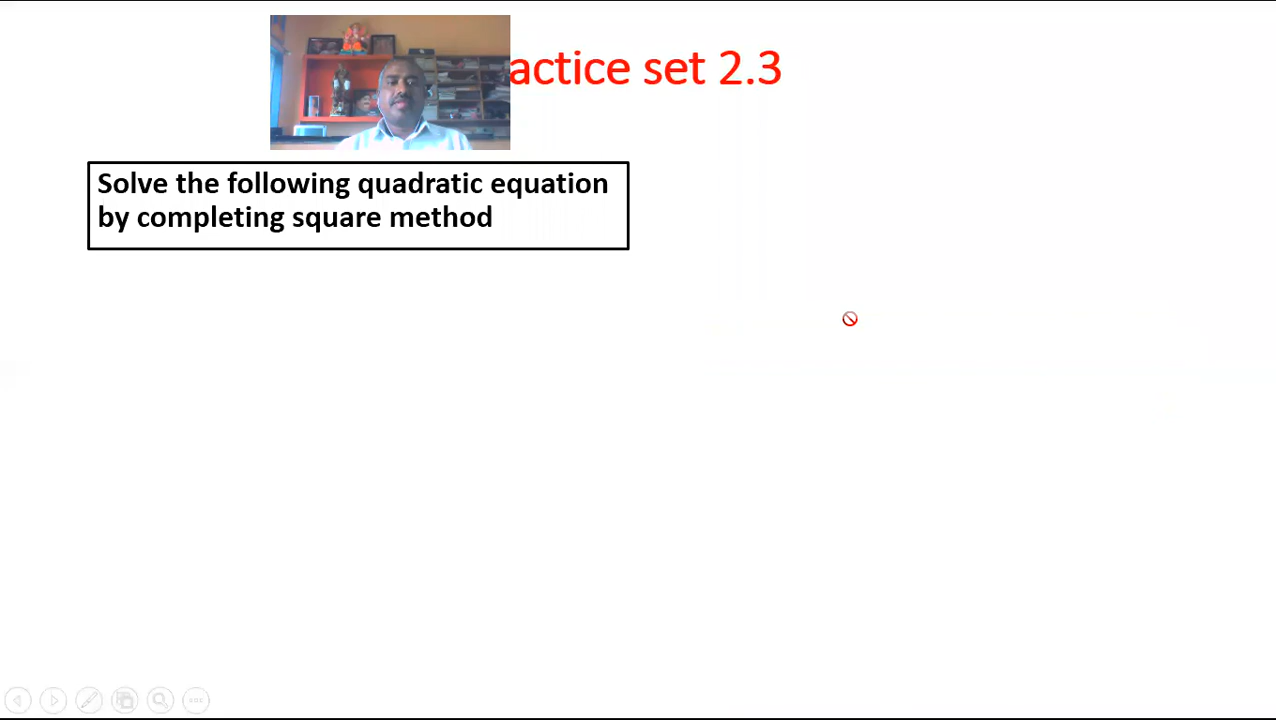 actice set 2.3
Solve the following quadratic equation
by completing square method